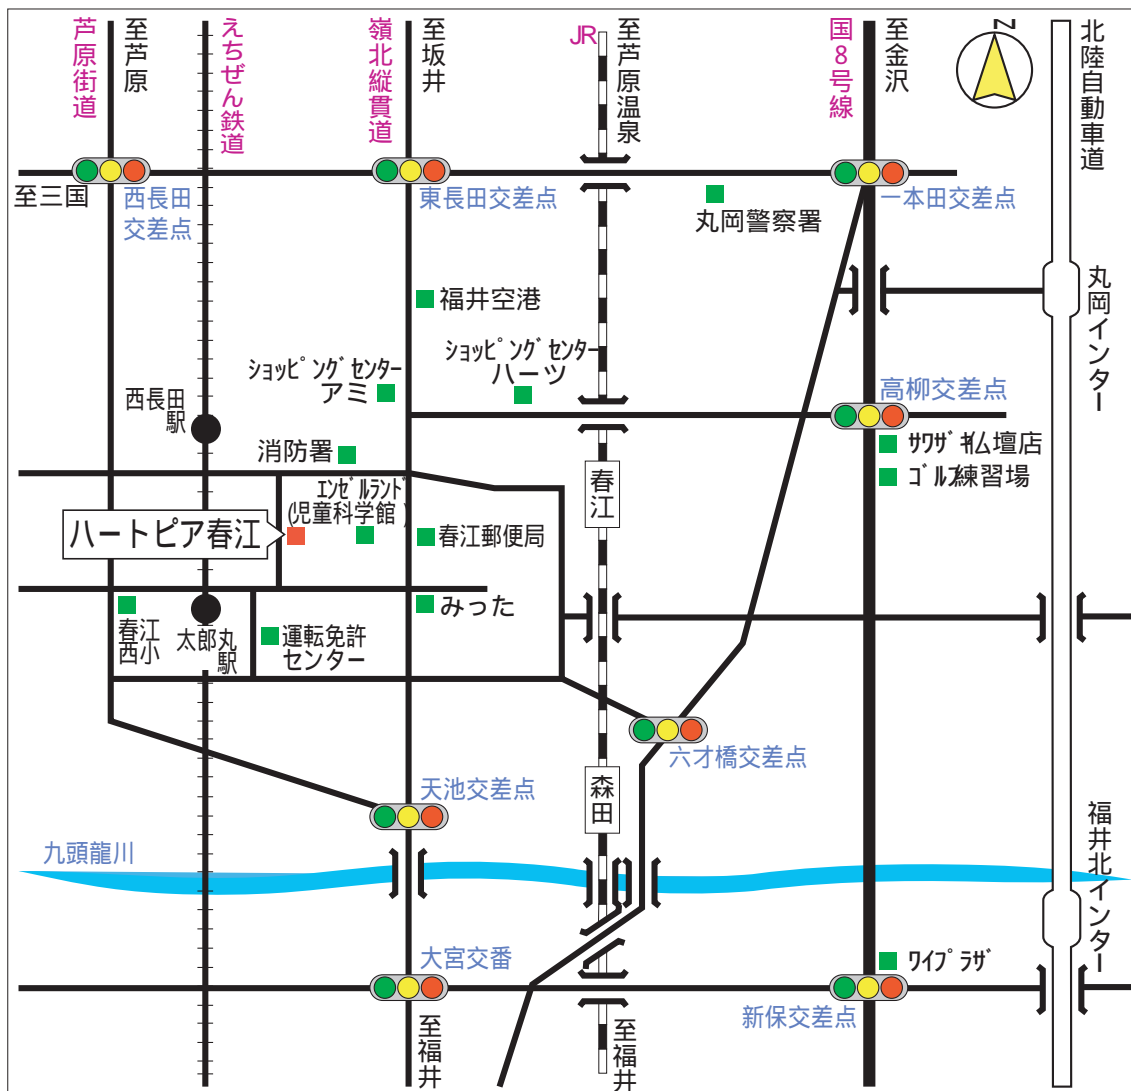 芦原街道
至芦原
えちぜん鉄道
嶺北縦貫道
至坂井
JR
至芦原温泉
国8号線
至金沢
N
北陸自動車道
至三国
西長田
交差点
東長田交差点
丸岡警察署
一本田交差点
福井空港
丸岡インター
ショッピングセンター
アミ
ショッピングセンター
ハーツ
高柳交差点
西長田
駅
消防署
サワザキ仏壇店
ゴルフ練習場
エンゼルランド
(児童科学館)
春江
ハートピア春江
春江郵便局
春江
西小
太郎丸
駅
運転免許
センター
みった
六才橋交差点
天池交差点
森田
九頭龍川
福井北インター
大宮交番
ワイプラザ
新保交差点
至福井
至福井